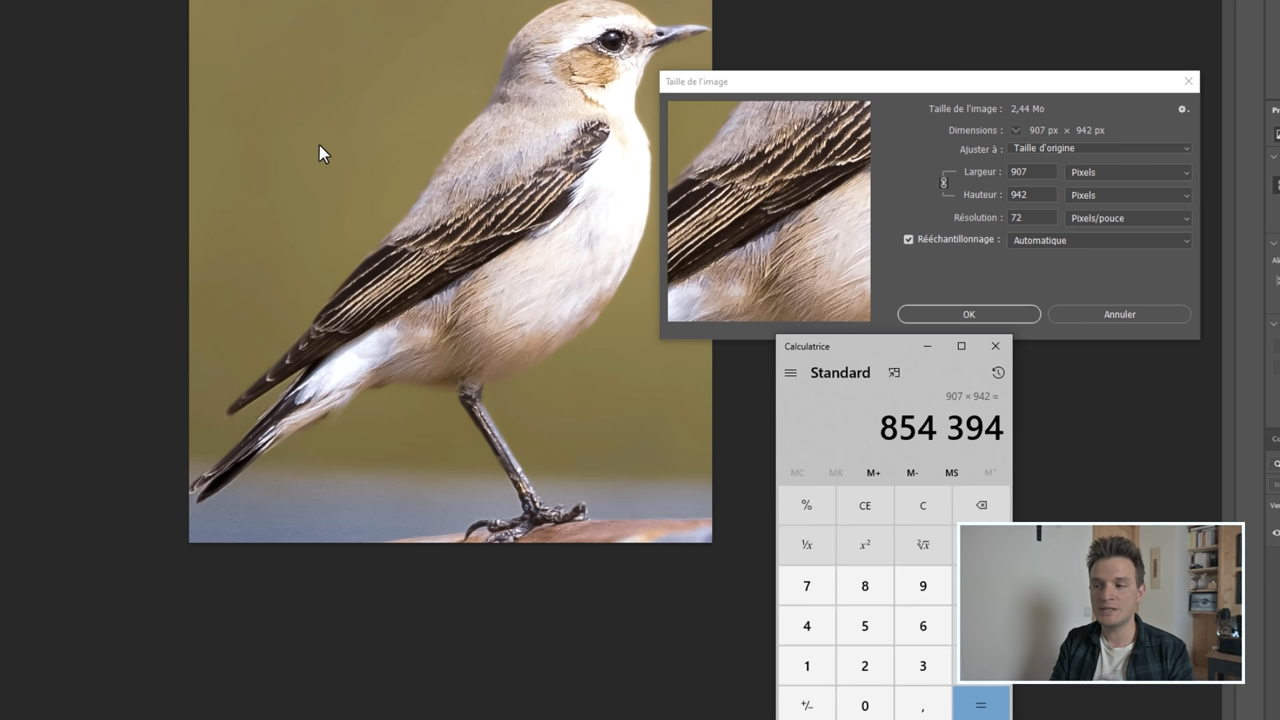 Taille de l'image
Taille de l'image : 2,44 Mo
Dimensions : 907 px × 942 px
Ajuster à : Taille d'origine
Largeur : 907 Pixels
Hauteur : 942 Pixels
Résolution : 72 Pixels/pouce
Rééchantillonnage : Automatique
OK Annuler
Calculatrice
Standard
907 × 942 =
854 394
MC MR M+ M- MS
% CE C
¹/x x² ²√x
7 8 9
4 5 6
1 2 3
+/- 0 , =